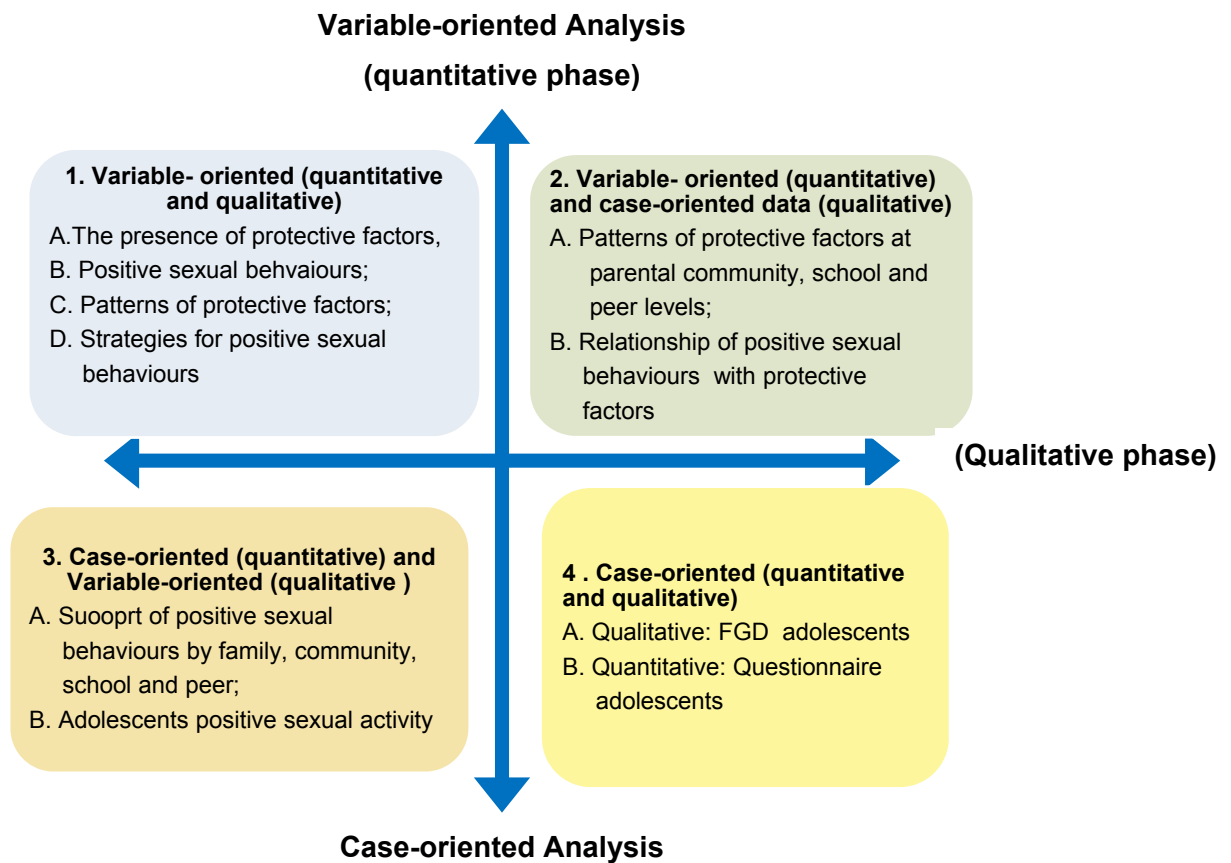 Variable-oriented Analysis
(quantitative phase)
1. Variable- oriented (quantitative
and qualitative)
A.The presence of protective factors,
B. Positive sexual behvaiours;
C. Patterns of protective factors;
D. Strategies for positive sexual
behaviours
2. Variable- oriented (quantitative)
and case-oriented data (qualitative)
A. Patterns of protective factors at
parental community, school and
peer levels;
B. Relationship of positive sexual
behaviours with protective
factors
(Qualitative phase)
3. Case-oriented (quantitative) and
Variable-oriented (qualitative )
A. Suooprt of positive sexual
behaviours by family, community,
school and peer;
B. Adolescents positive sexual activity
4 . Case-oriented (quantitative
and qualitative)
A. Qualitative: FGD adolescents
B. Quantitative: Questionnaire
adolescents
Case-oriented Analysis